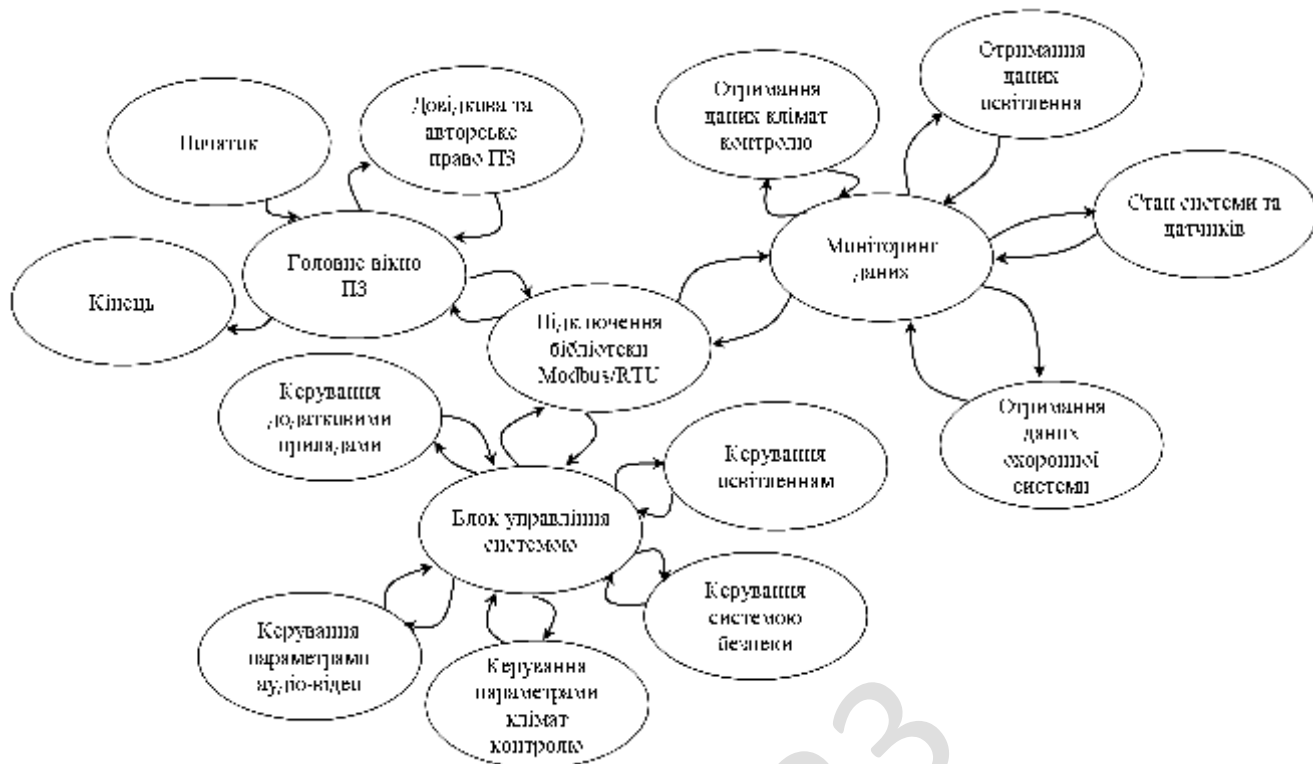 Початок
Довідкова та
авторське
право ПЗ
Отримання
даних клімат
контролю
Отримання
даних
освітлення
Стан системи та
датчиків
Головне вікно
ПЗ
Моніторинг
даних
Кінець
Підключення
бібліотеки
Modbus/RTU
Керування
додатковими
приладами
Отримання
даних
охоронної
системи
Керування
освітленням
Блок управління
системою
Керування
системою
безпеки
Керування
параметрами
аудіо-відео
Керування
параметрами
клімат
контролю
23